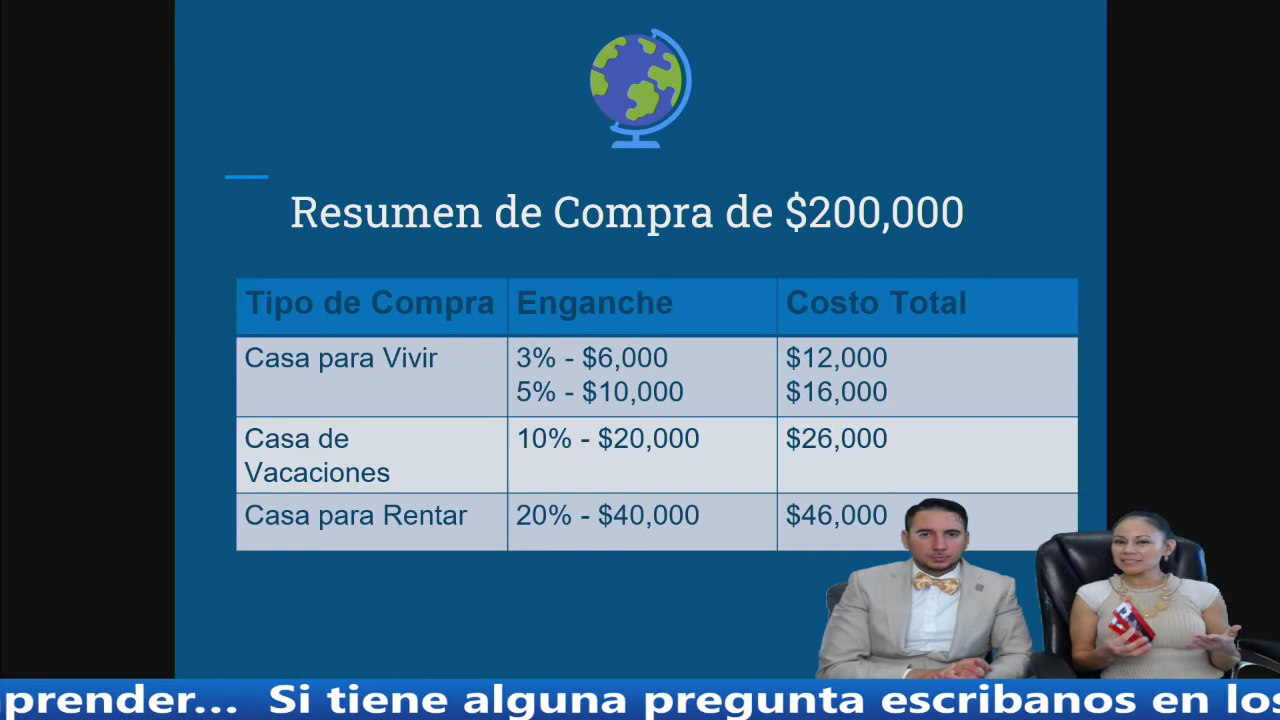 Resumen de Compra de $200,000
Tipo de Compra Enganche Costo Total
Casa para Vivir 3% - $6,000 $12,000
5% - $10,000 $16,000
Casa de 10% - $20,000 $26,000
Vacaciones
Casa para Rentar 20% - $40,000 $46,000
prender... Si tiene alguna pregunta escribanos en los